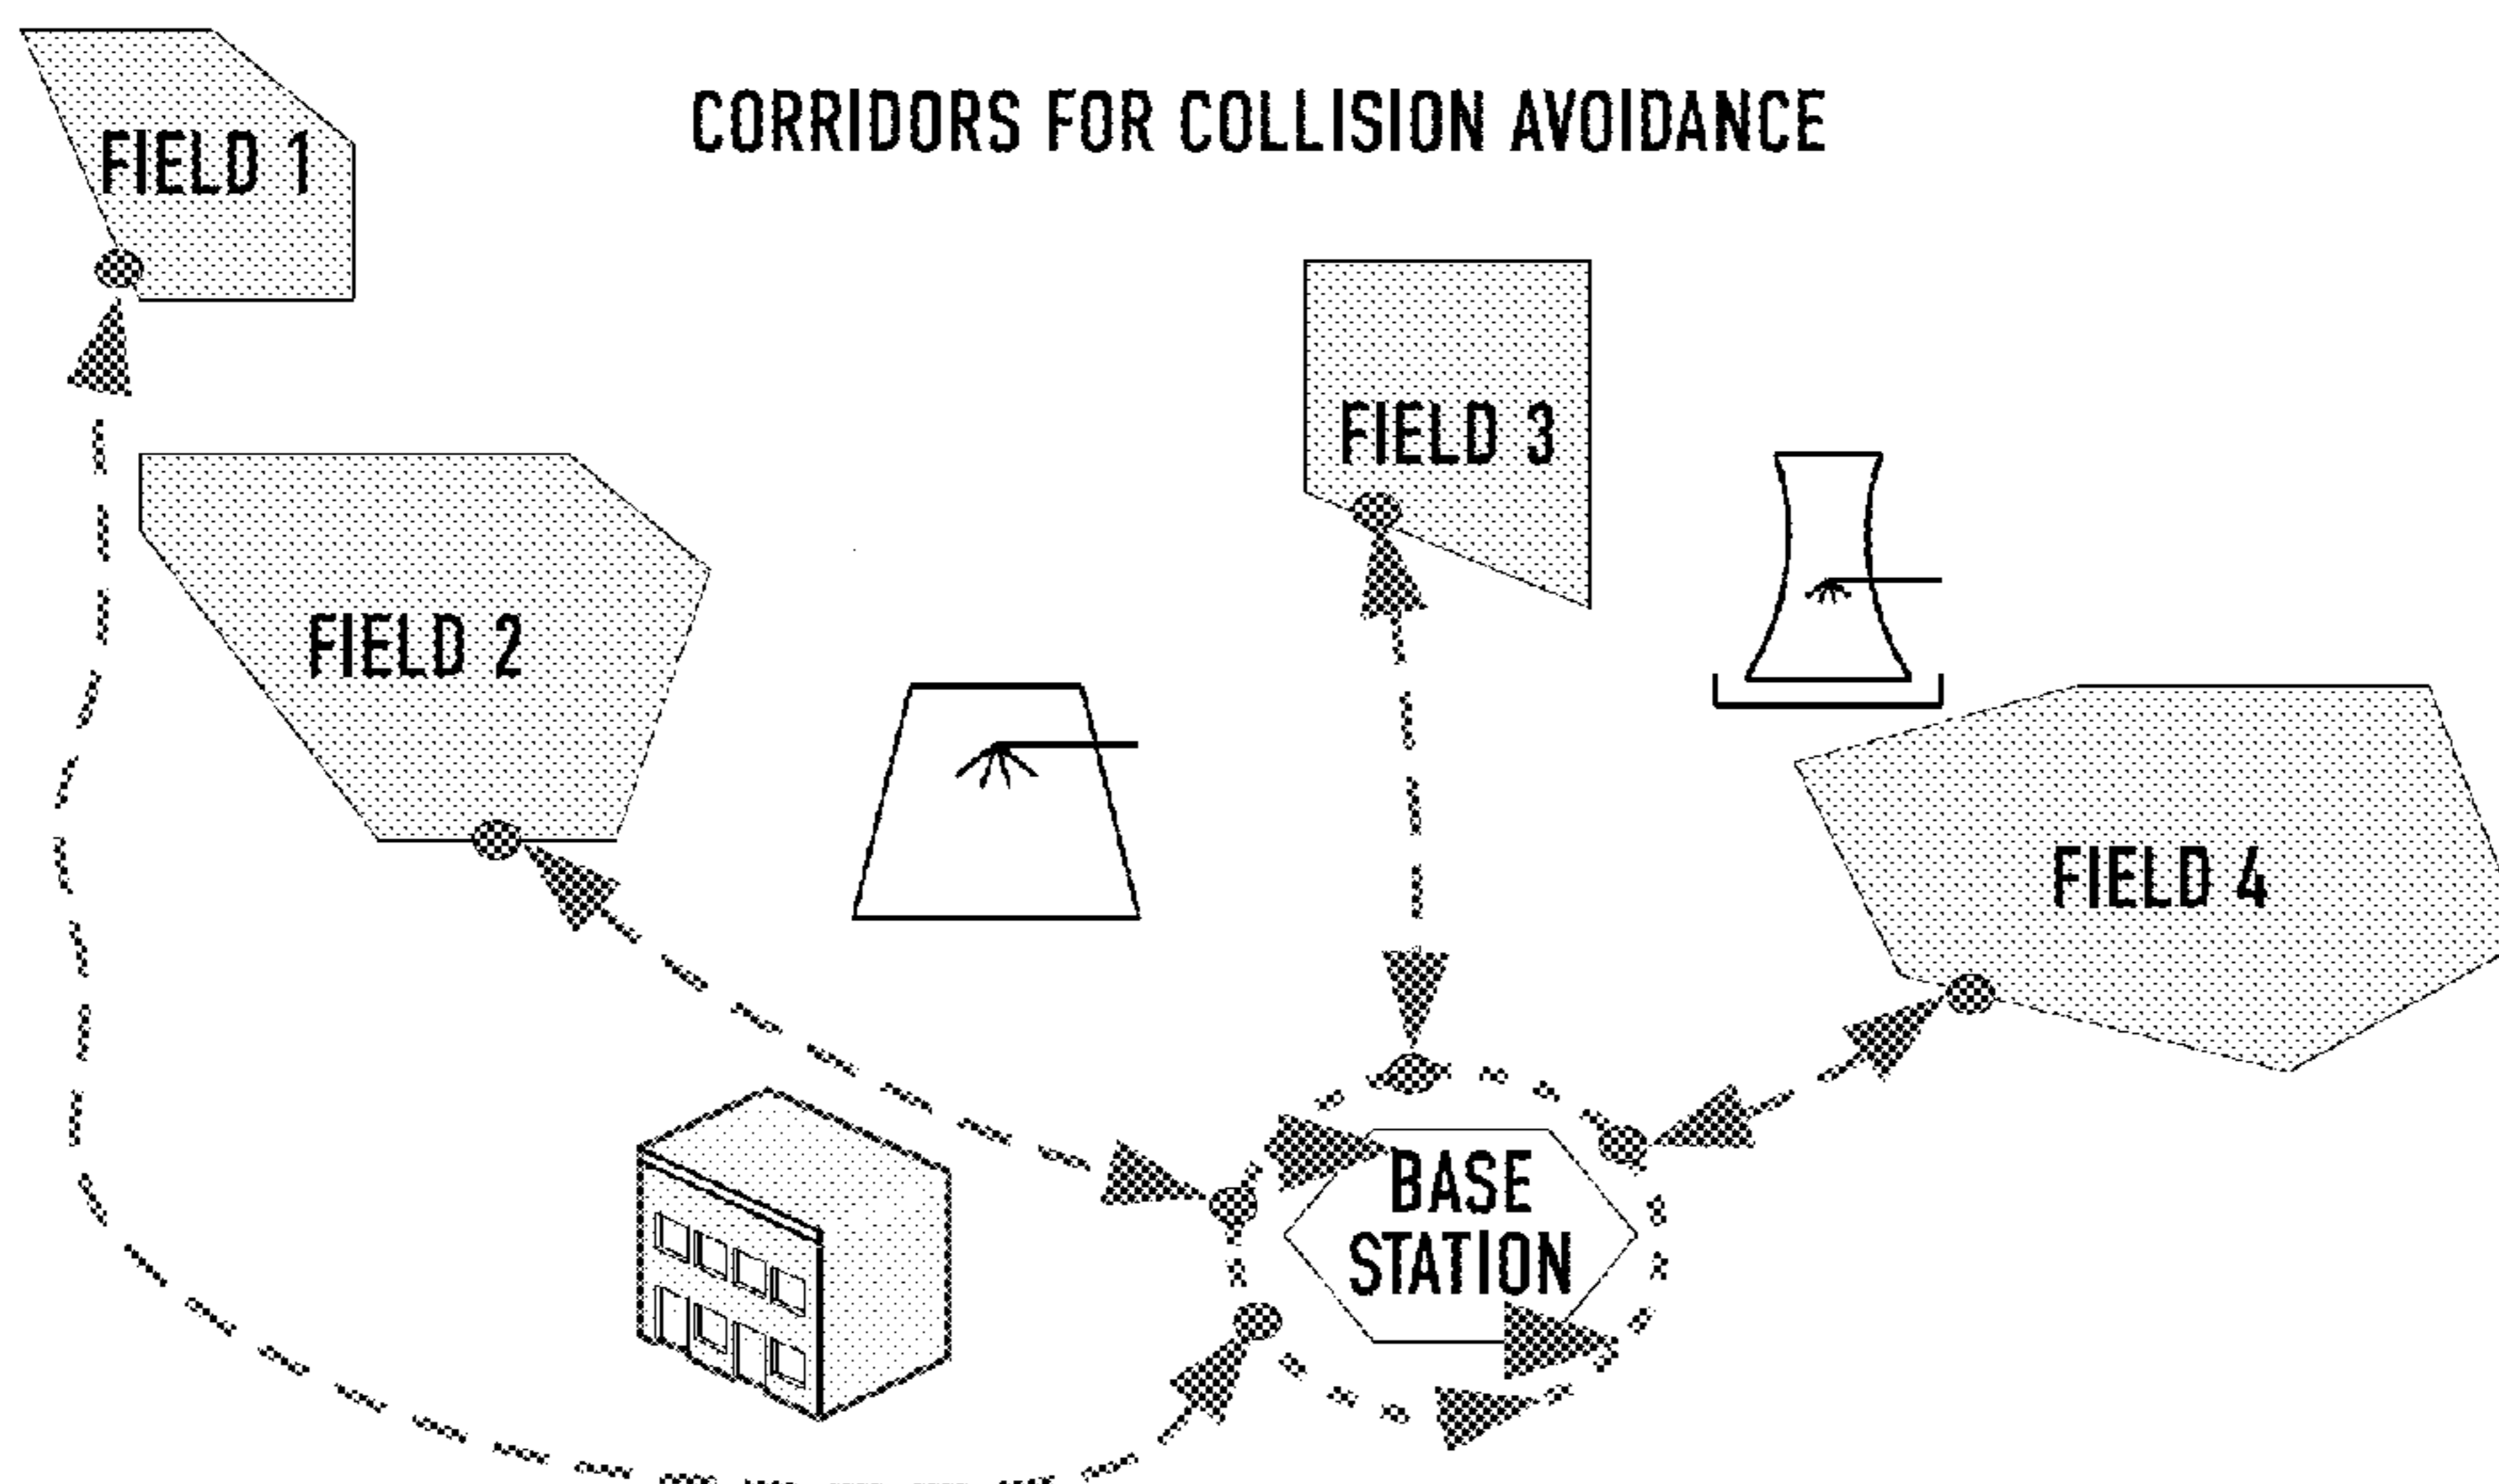 CORRIDORS FOR COLLISION AVOIDANCE
FIELD 1
FIELD 3
FIELD 2
FIELD 4
BASE
STATION